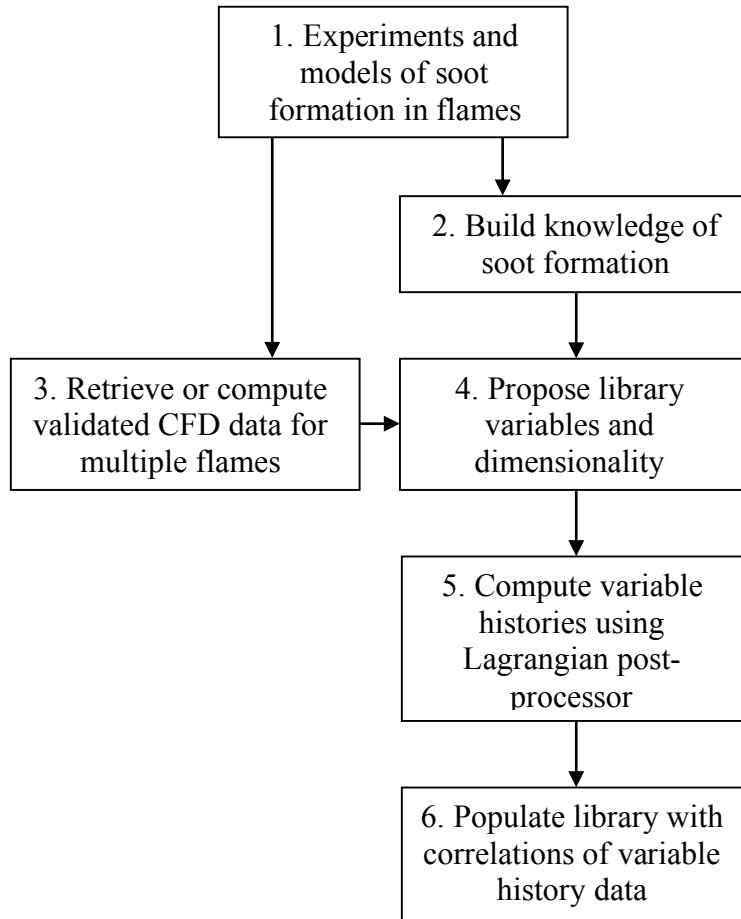 1. Experiments and
models of soot
formation in flames
2. Build knowledge of
soot formation
3. Retrieve or compute
validated CFD data for
multiple flames
4. Propose library
variables and
dimensionality
5. Compute variable
histories using
Lagrangian post-
processor
6. Populate library with
correlations of variable
history data